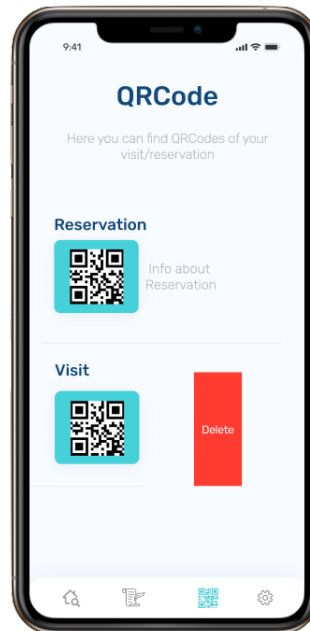 9:41
QRCode
Here you can find QRCodes of your
visit/reservation
Reservation
Info about
Reservation
Visit
Delete